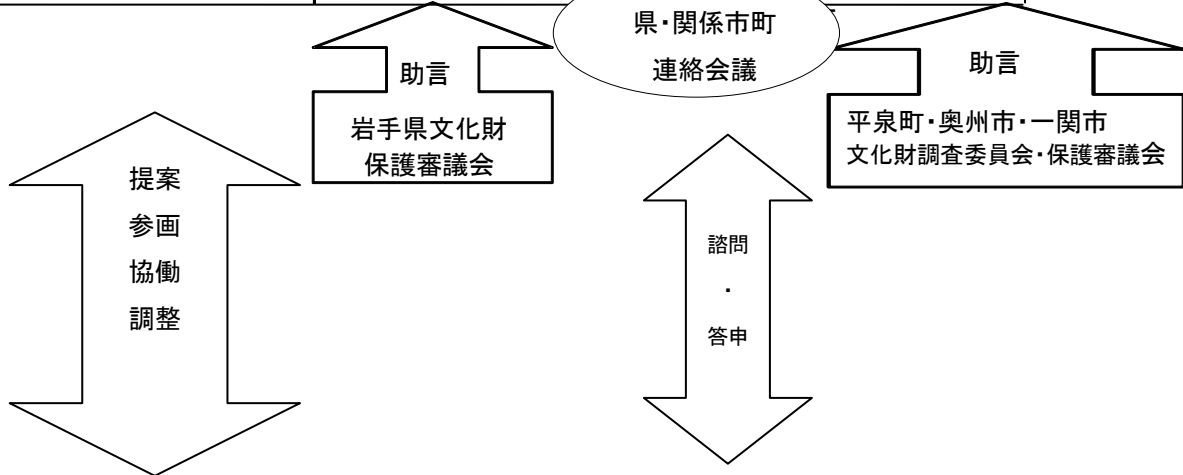 県・関係市町
連絡会議
助言
岩手県文化財
保護審議会
助言
平泉町・奥州市・一関市
文化財調査委員会・保護審議会
提案
参画
協働
調整
諮問
・
答申